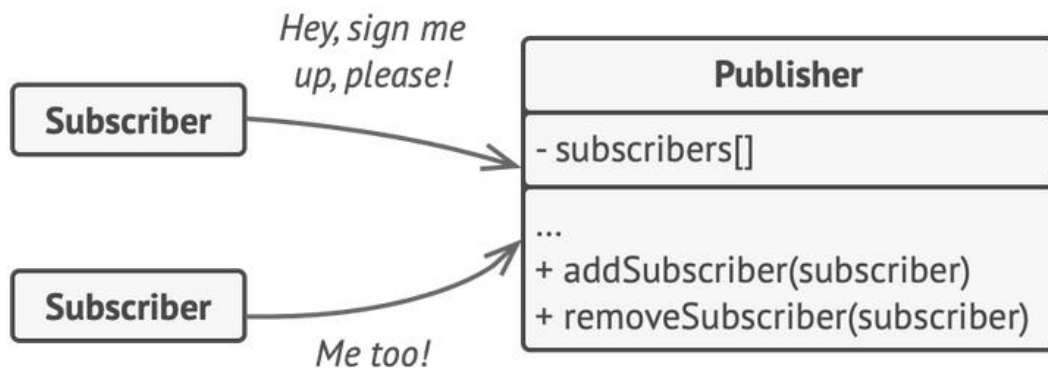 Hey, sign me
up, please!
Subscriber
Subscriber
Me too!
Publisher
- subscribers[]
...
+ addSubscriber(subscriber)
+ removeSubscriber(subscriber)